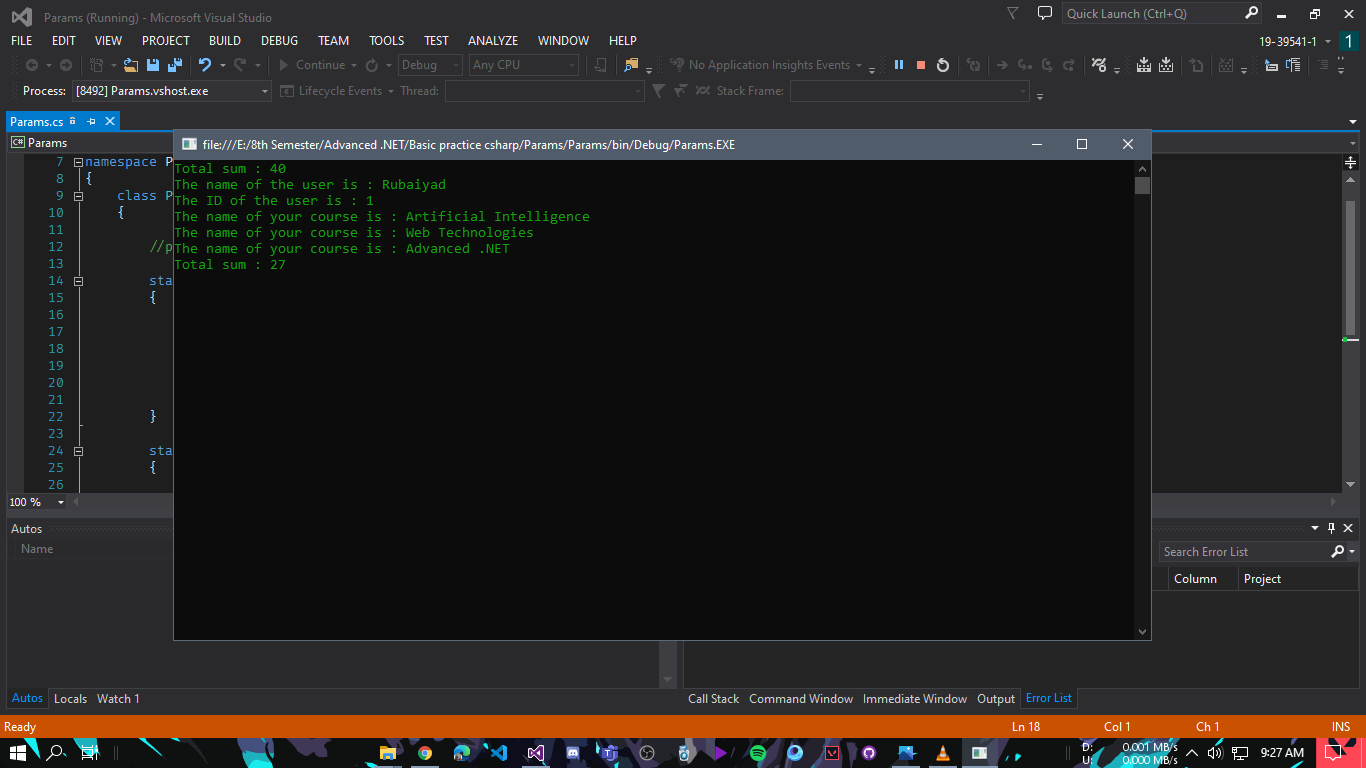 Params (Running) - Microsoft Visual Studio
Quick Launch (Ctrl+Q)
FILE EDIT VIEW PROJECT BUILD DEBUG TEAM TOOLS TEST ANALYZE WINDOW HELP
19-39541-1 1
Continue Debug Any CPU No Application Insights Events
Process: [8492] Params.vshost.exe Lifecycle Events Thread: Stack Frame:
Params.cs
C# Params
file:///E:/8th Semester/Advanced .NET/Basic practice csharp/Params/Params/bin/Debug/Params.EXE
Total sum : 40
The name of the user is : Rubaiyad
The ID of the user is : 1
The name of your course is : Artificial Intelligence
The name of your course is : Web Technologies
The name of your course is : Advanced .NET
Total sum : 27
7 namespace P
8 {
9 class P
10 {
11
12 //p
13
14 sta
15 {
16
17
18
19
20
21
22 }
23
24 sta
25 {
26
100 %
Autos
Name
Search Error List
Column Project
Autos Locals Watch 1
Call Stack Command Window Immediate Window Output Error List
Ready Ln 18 Col 1 Ch 1 INS
D: 0.001 MB/s
U: 0.000 MB/s
9:27 AM